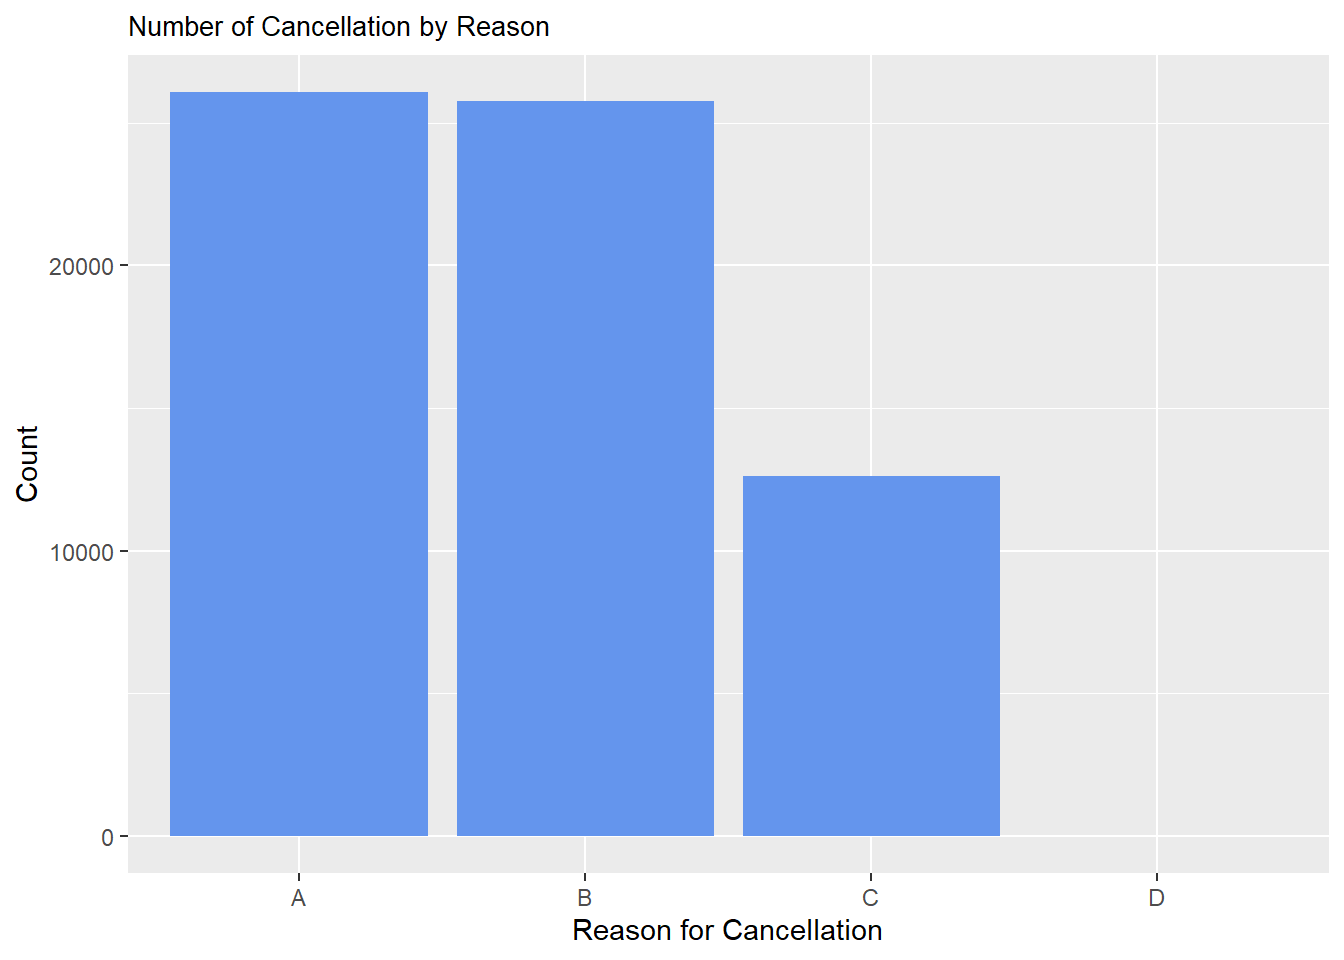 Number of Cancellation by Reason
Count
20000
10000
0
A
B
C
D
Reason for Cancellation